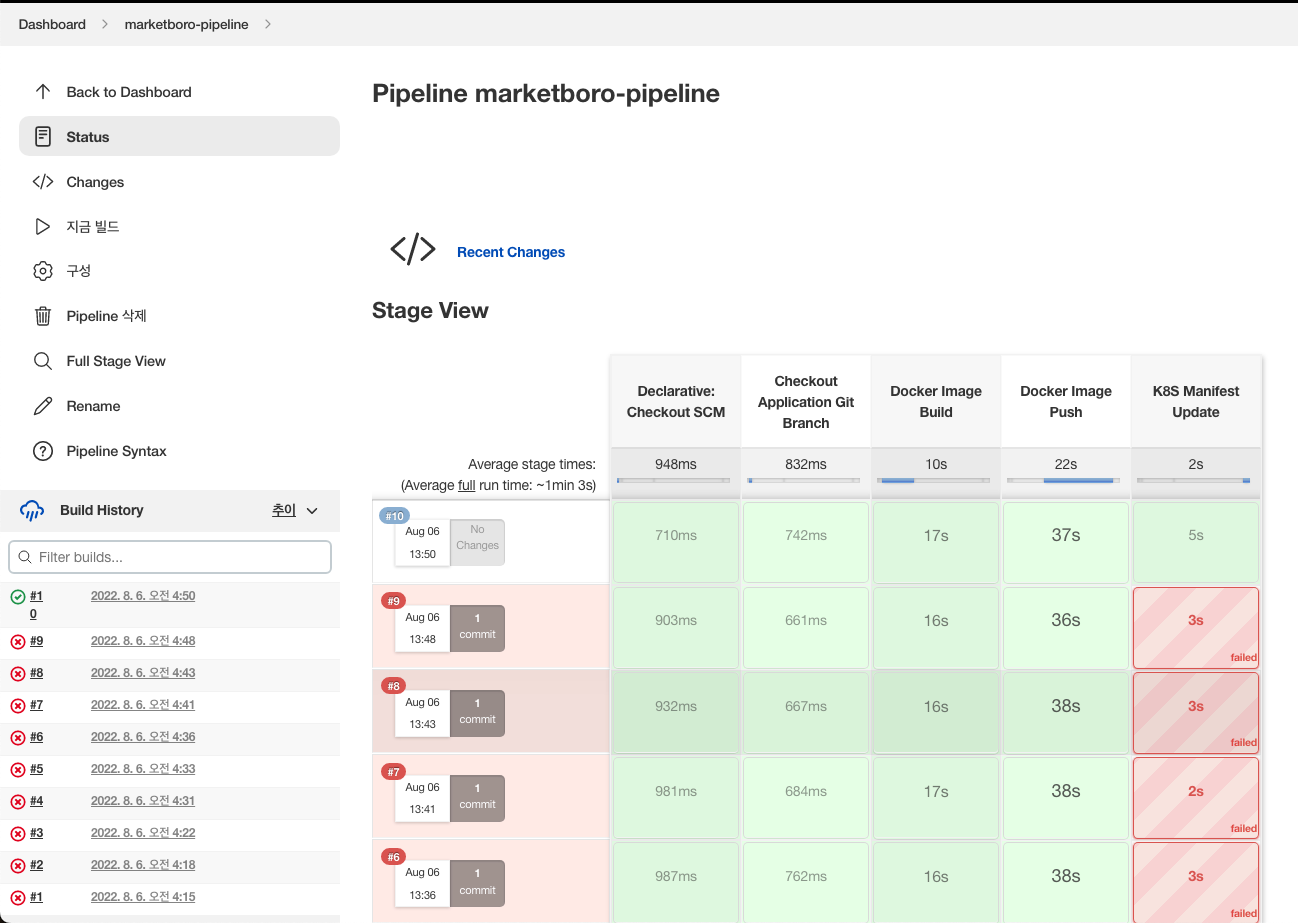 Dashboard
marketboro-pipeline
Back to Dashboard
Status
Changes
지금 빌드
구성
Pipeline 삭제
Full Stage View
Rename
Pipeline Syntax
Build History
추이
Filter builds...
#1
0
2022. 8. 6. 오전 4:50
#9
2022. 8. 6. 오전 4:48
#8
2022. 8. 6. 오전 4:43
#7
2022. 8. 6. 오전 4:41
#6
2022. 8. 6. 오전 4:36
#5
2022. 8. 6. 오전 4:33
#4
2022. 8. 6. 오전 4:31
#3
2022. 8. 6. 오전 4:22
#2
2022. 8. 6. 오전 4:18
#1
2022. 8. 6. 오전 4:15
Pipeline marketboro-pipeline
Recent Changes
Stage View
Declarative:
Checkout SCM
Checkout
Application Git
Branch
Docker Image
Build
Docker Image
Push
K8S Manifest
Update
Average stage times:
(Average full run time: ~1min 3s)
948ms
832ms
10s
22s
2s
#10
Aug 06
13:50
No
Changes
710ms
742ms
17s
37s
5s
#9
Aug 06
13:48
1
commit
903ms
661ms
16s
36s
3s
failed
#8
Aug 06
13:43
1
commit
932ms
667ms
16s
38s
3s
failed
#7
Aug 06
13:41
1
commit
981ms
684ms
17s
38s
2s
failed
#6
Aug 06
13:36
1
commit
987ms
762ms
16s
38s
3s
failed